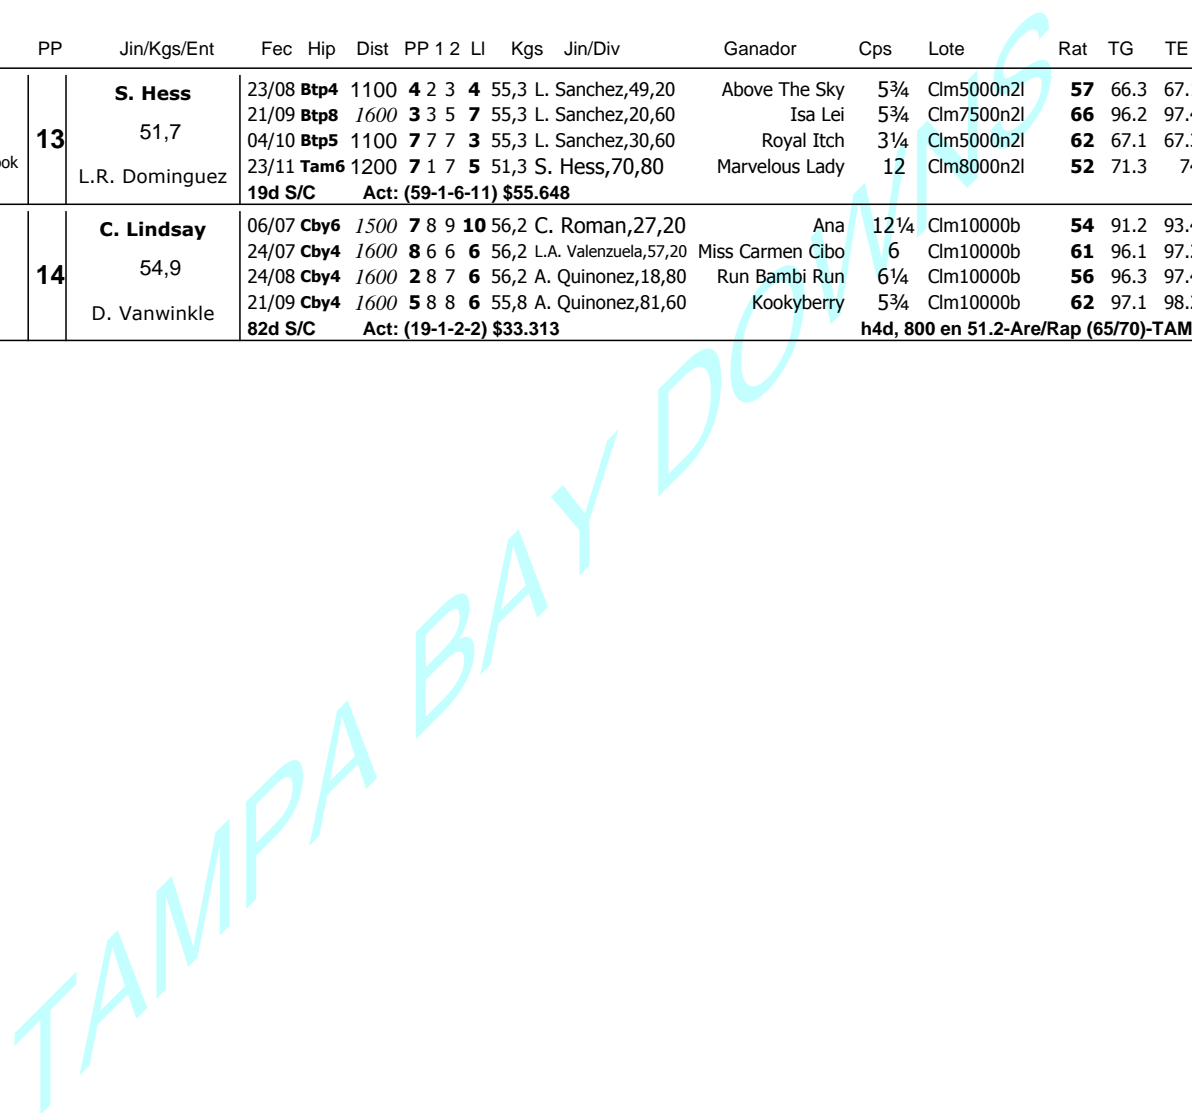 PP Jin/Kgs/Ent Fec Hip Dist PP 1 2 Ll Kgs Jin/Div Ganador Cps Lote Rat TG TE
13 S. Hess 51,7 L.R. Dominguez
23/08 Btp4 1100 4 2 3 4 55,3 L. Sanchez,49,20 Above The Sky 5¾ Clm5000n2l 57 66.3 67.
21/09 Btp8 1600 3 3 5 7 55,3 L. Sanchez,20,60 Isa Lei 5¾ Clm7500n2l 66 96.2 97.
04/10 Btp5 1100 7 7 7 3 55,3 L. Sanchez,30,60 Royal Itch 3¼ Clm5000n2l 62 67.1 67.
23/11 Tam6 1200 7 1 7 5 51,3 S. Hess,70,80 Marvelous Lady 12 Clm8000n2l 52 71.3
19d S/C Act: (59-1-6-11) $55.648
14 C. Lindsay 54,9 D. Vanwinkle
06/07 Cby6 1500 7 8 9 10 56,2 C. Roman,27,20 Ana 12¼ Clm10000b 54 91.2 93.
24/07 Cby4 1600 8 6 6 6 56,2 L.A. Valenzuela,57,20 Miss Carmen Cibo 6 Clm10000b 61 96.1 97.
24/08 Cby4 1600 2 8 7 6 56,2 A. Quinonez,18,80 Run Bambi Run 6¼ Clm10000b 56 96.3 97.
21/09 Cby4 1600 5 8 8 6 55,8 A. Quinonez,81,60 Kookyberry 5¾ Clm10000b 62 97.1 98.
82d S/C Act: (19-1-2-2) $33.313 h4d, 800 en 51.2-Are/Rap (65/70)-TAM
TAMPA BAY DOWNS